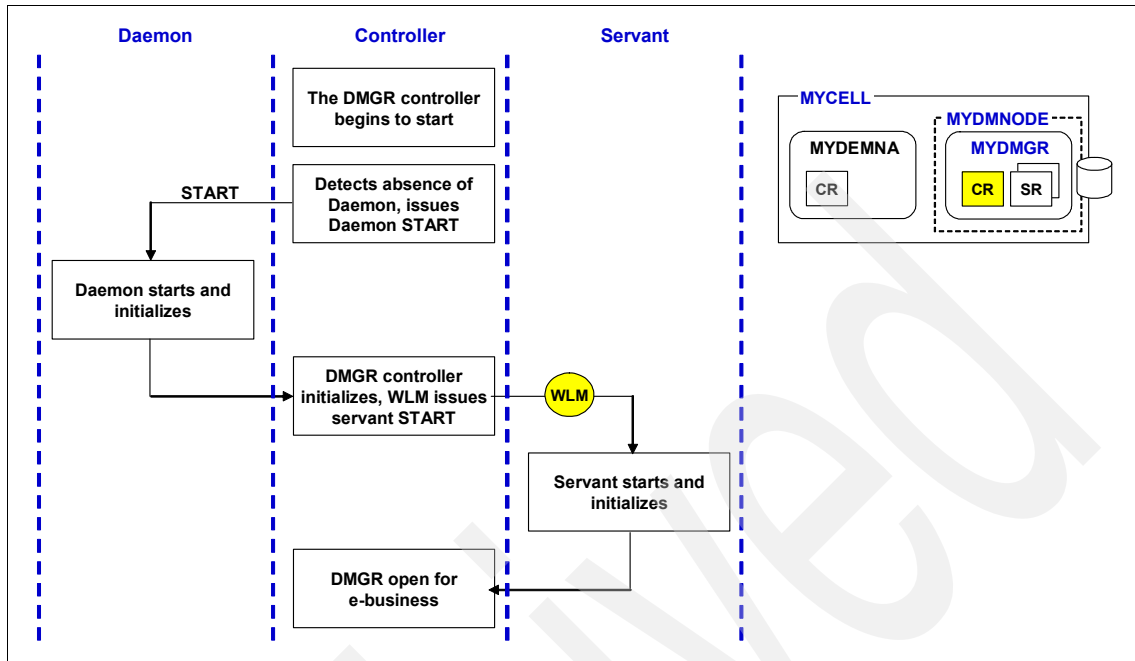 Daemon
Controller
Servant
The DMGR controller
begins to start
START
Detects absence of
Daemon, issues
Daemon START
Daemon starts and
initializes
DMGR controller
initializes, WLM issues
servant START
WLM
Servant starts and
initializes
DMGR open for
e-business
MYCELL
MYDMNODE
MYDEMNA
CR
MYDMGR
CR
SR